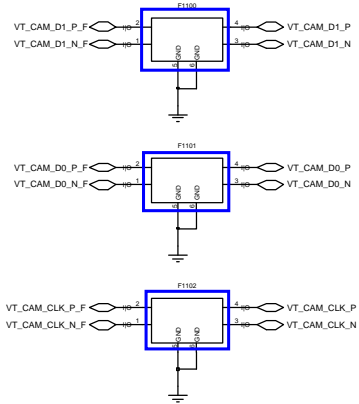 F1100
VT_CAM_D1_P_F 2 4 VT_CAM_D1_P
VT_CAM_D1_N_F 1 3 VT_CAM_D1_N
GND GND
5 6
F1101
VT_CAM_D0_P_F 2 4 VT_CAM_D0_P
VT_CAM_D0_N_F 1 3 VT_CAM_D0_N
GND GND
5 6
F1102
VT_CAM_CLK_P_F 2 4 VT_CAM_CLK_P
VT_CAM_CLK_N_F 1 3 VT_CAM_CLK_N
GND GND
5 6